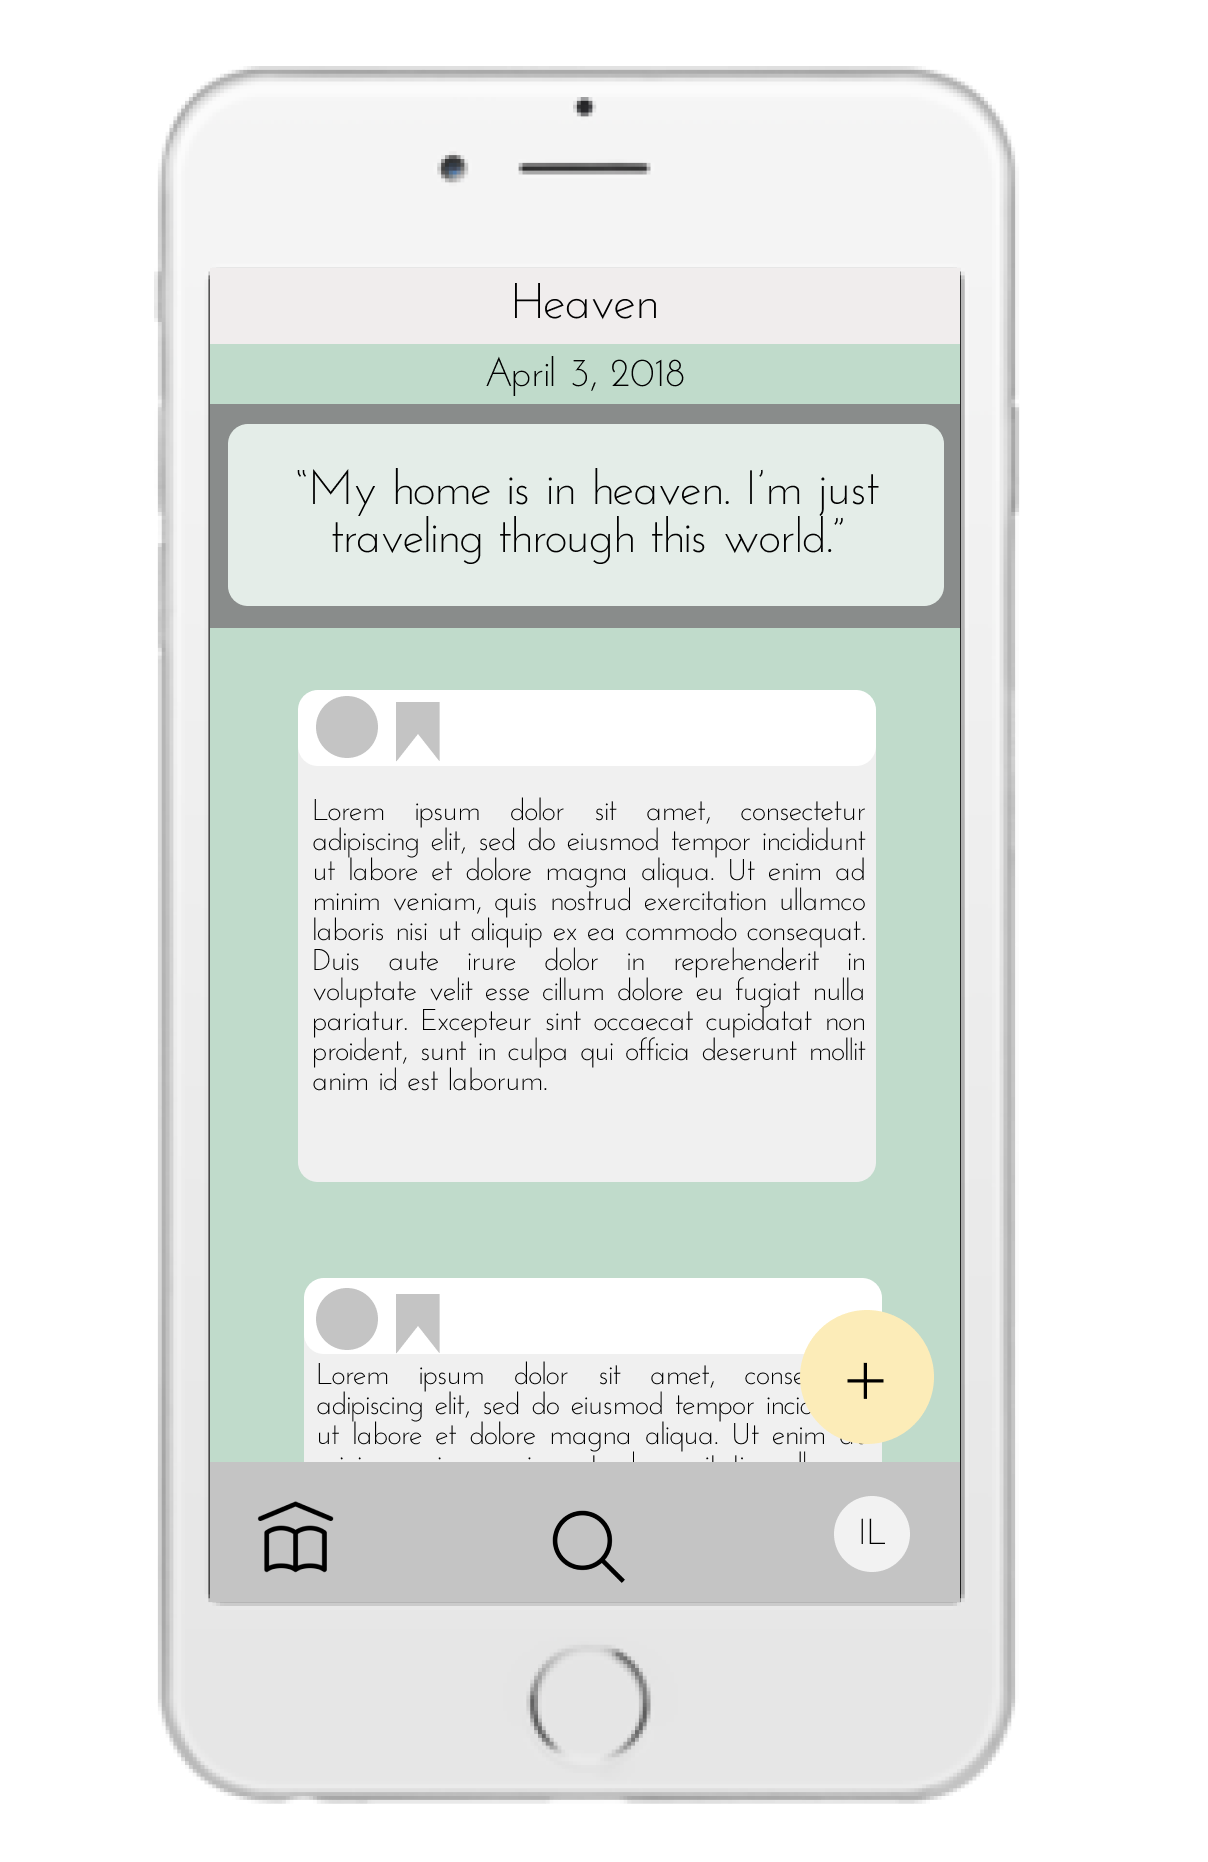 Heaven
April 3, 2018
“My home is in heaven. I’m just
traveling through this world.”
Lorem ipsum dolor sit amet, consectetur
adipiscing elit, sed do eiusmod tempor incididunt
ut labore et dolore magna aliqua. Ut enim ad
minim veniam, quis nostrud exercitation ullamco
laboris nisi ut aliquip ex ea commodo consequat.
Duis aute irure dolor in reprehenderit in
voluptate velit esse cillum dolore eu fugiat nulla
pariatur. Excepteur sint occaecat cupidatat non
proident, sunt in culpa qui officia deserunt mollit
anim id est laborum.
Lorem ipsum dolor sit amet,
adipiscing elit, sed do eiusmod tempor
ut labore et dolore magna aliqua. Ut enim
IL